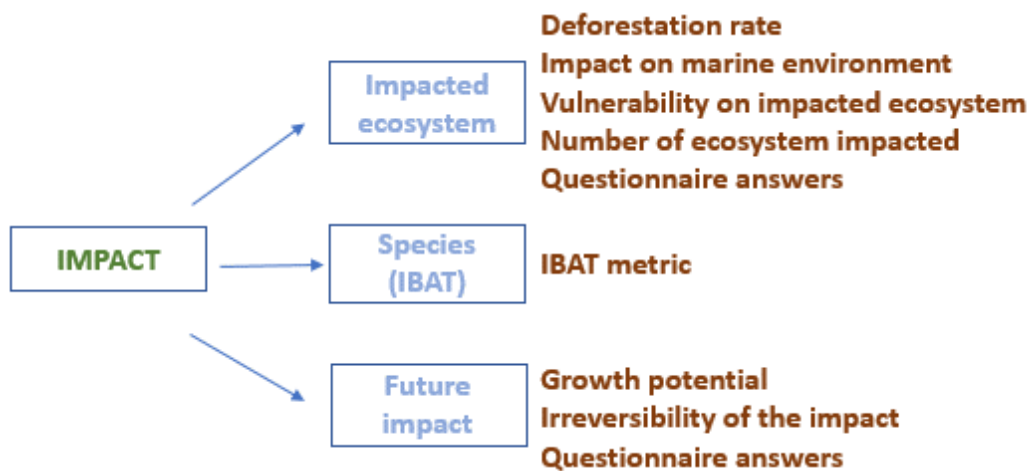 Deforestation rate
Impact on marine environment
Impacted
ecosystem
Vulnerability on impacted ecosystem
Number of ecosystem impacted
Questionnaire answers
IMPACT
Species
(IBAT)
IBAT metric
Future
impact
Growth potential
Irreversibility of the impact
Questionnaire answers